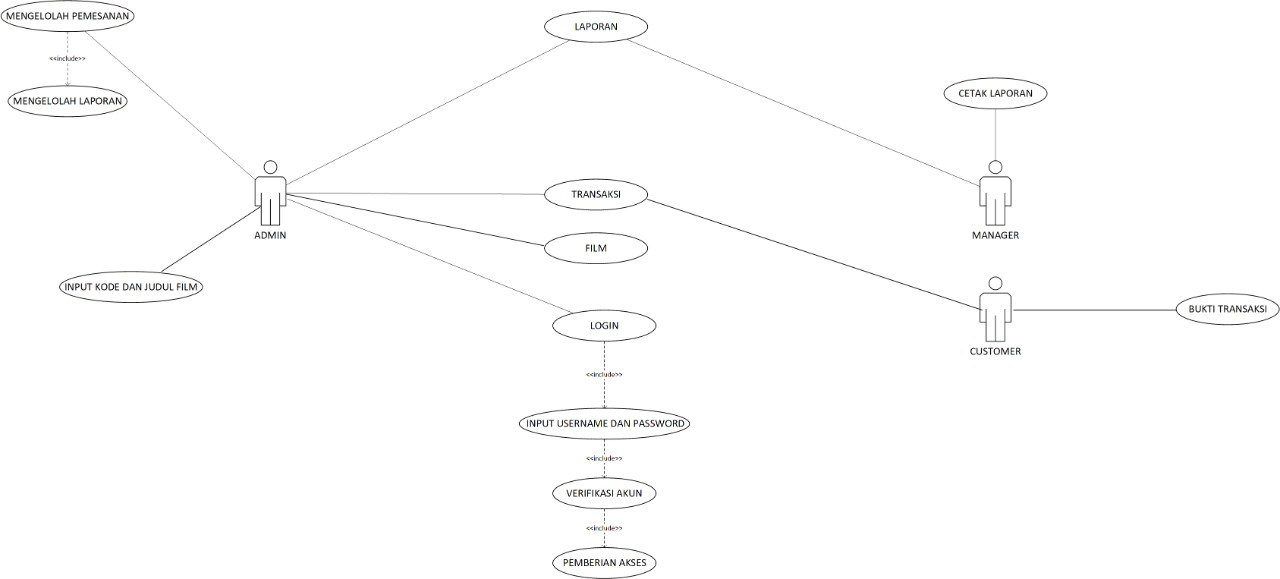 MENGELOLAH PEMESANAN
<<include>>
MENGELOLAH LAPORAN
LAPORAN
CETAK LAPORAN
ADMIN
TRANSAKSI
MANAGER
FILM
INPUT KODE DAN JUDUL FILM
LOGIN
CUSTOMER
BUKTI TRANSAKSI
<<include>>
INPUT USERNAME DAN PASSWORD
<<include>>
VERIFIKASI AKUN
<<include>>
PEMBERIAN AKSES